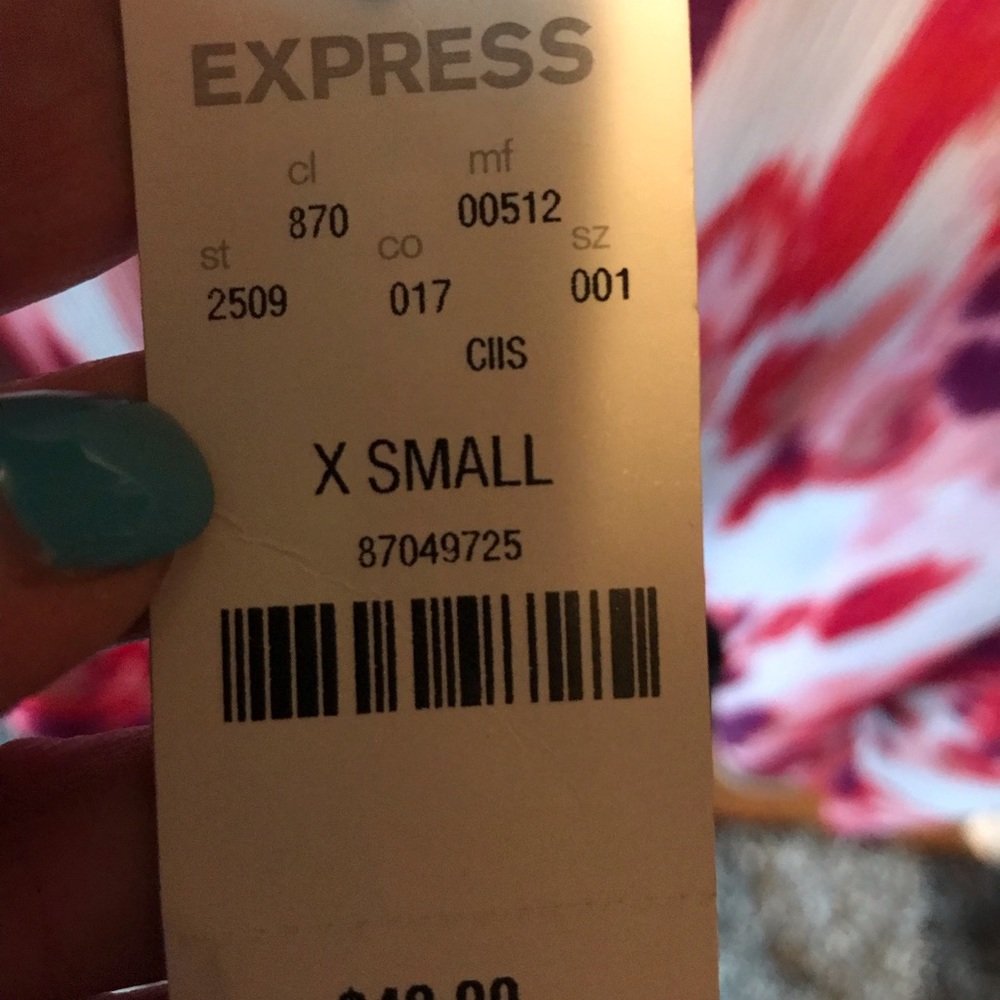 EXPRESS
cl mf
870 00512
st co sz
2509 017 001
CIIS
X SMALL
87049725